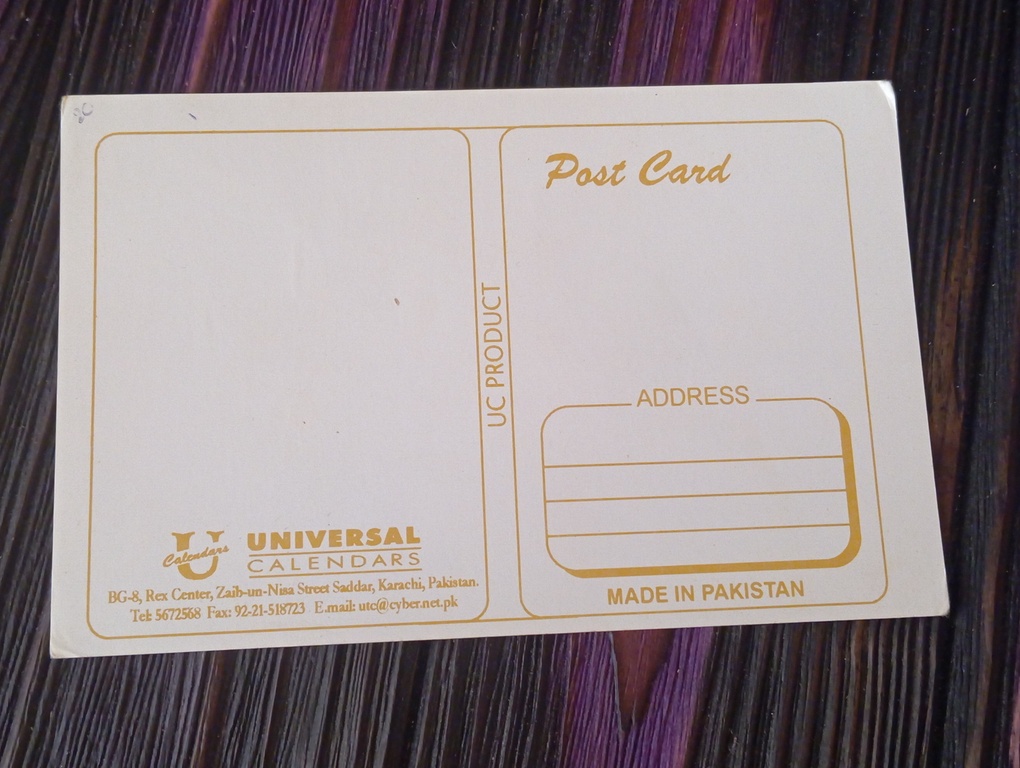 Post Card
UC PRODUCT
ADDRESS
U
Calendars
UNIVERSAL
CALENDARS
BG-8, Rex Center, Zaib-un-Nisa Street Saddar, Karachi, Pakistan.
Tel: 5672568 Fax: 92-21-518723 E.mail: utc@cyber.net.pk
MADE IN PAKISTAN